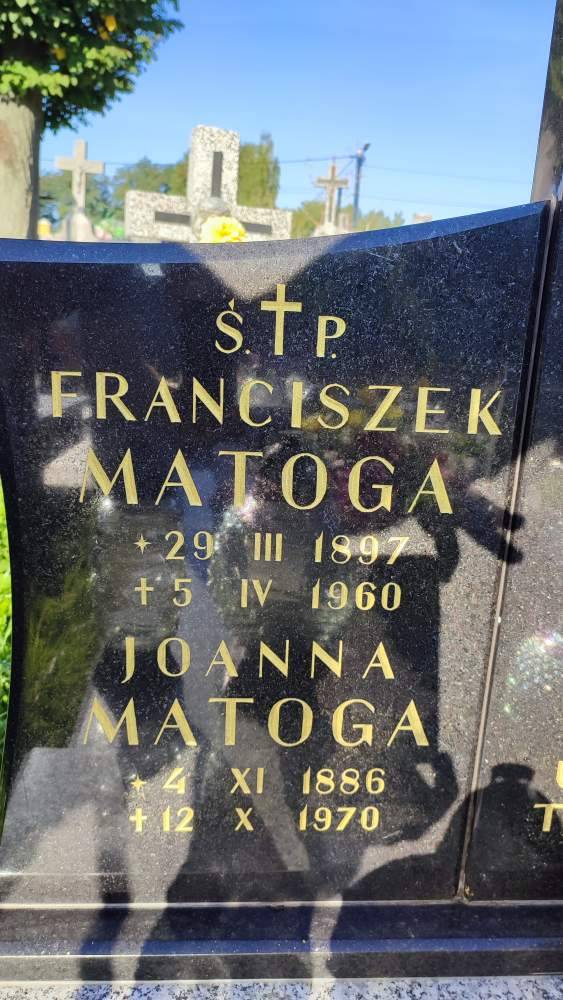 Ś.†P.
FRANCISZEK
MATOGA
✦ 29 III 1897
† 5 IV 1960
JOANNA
MATOGA
✦ 4 XI 1886
† 12 X 1970